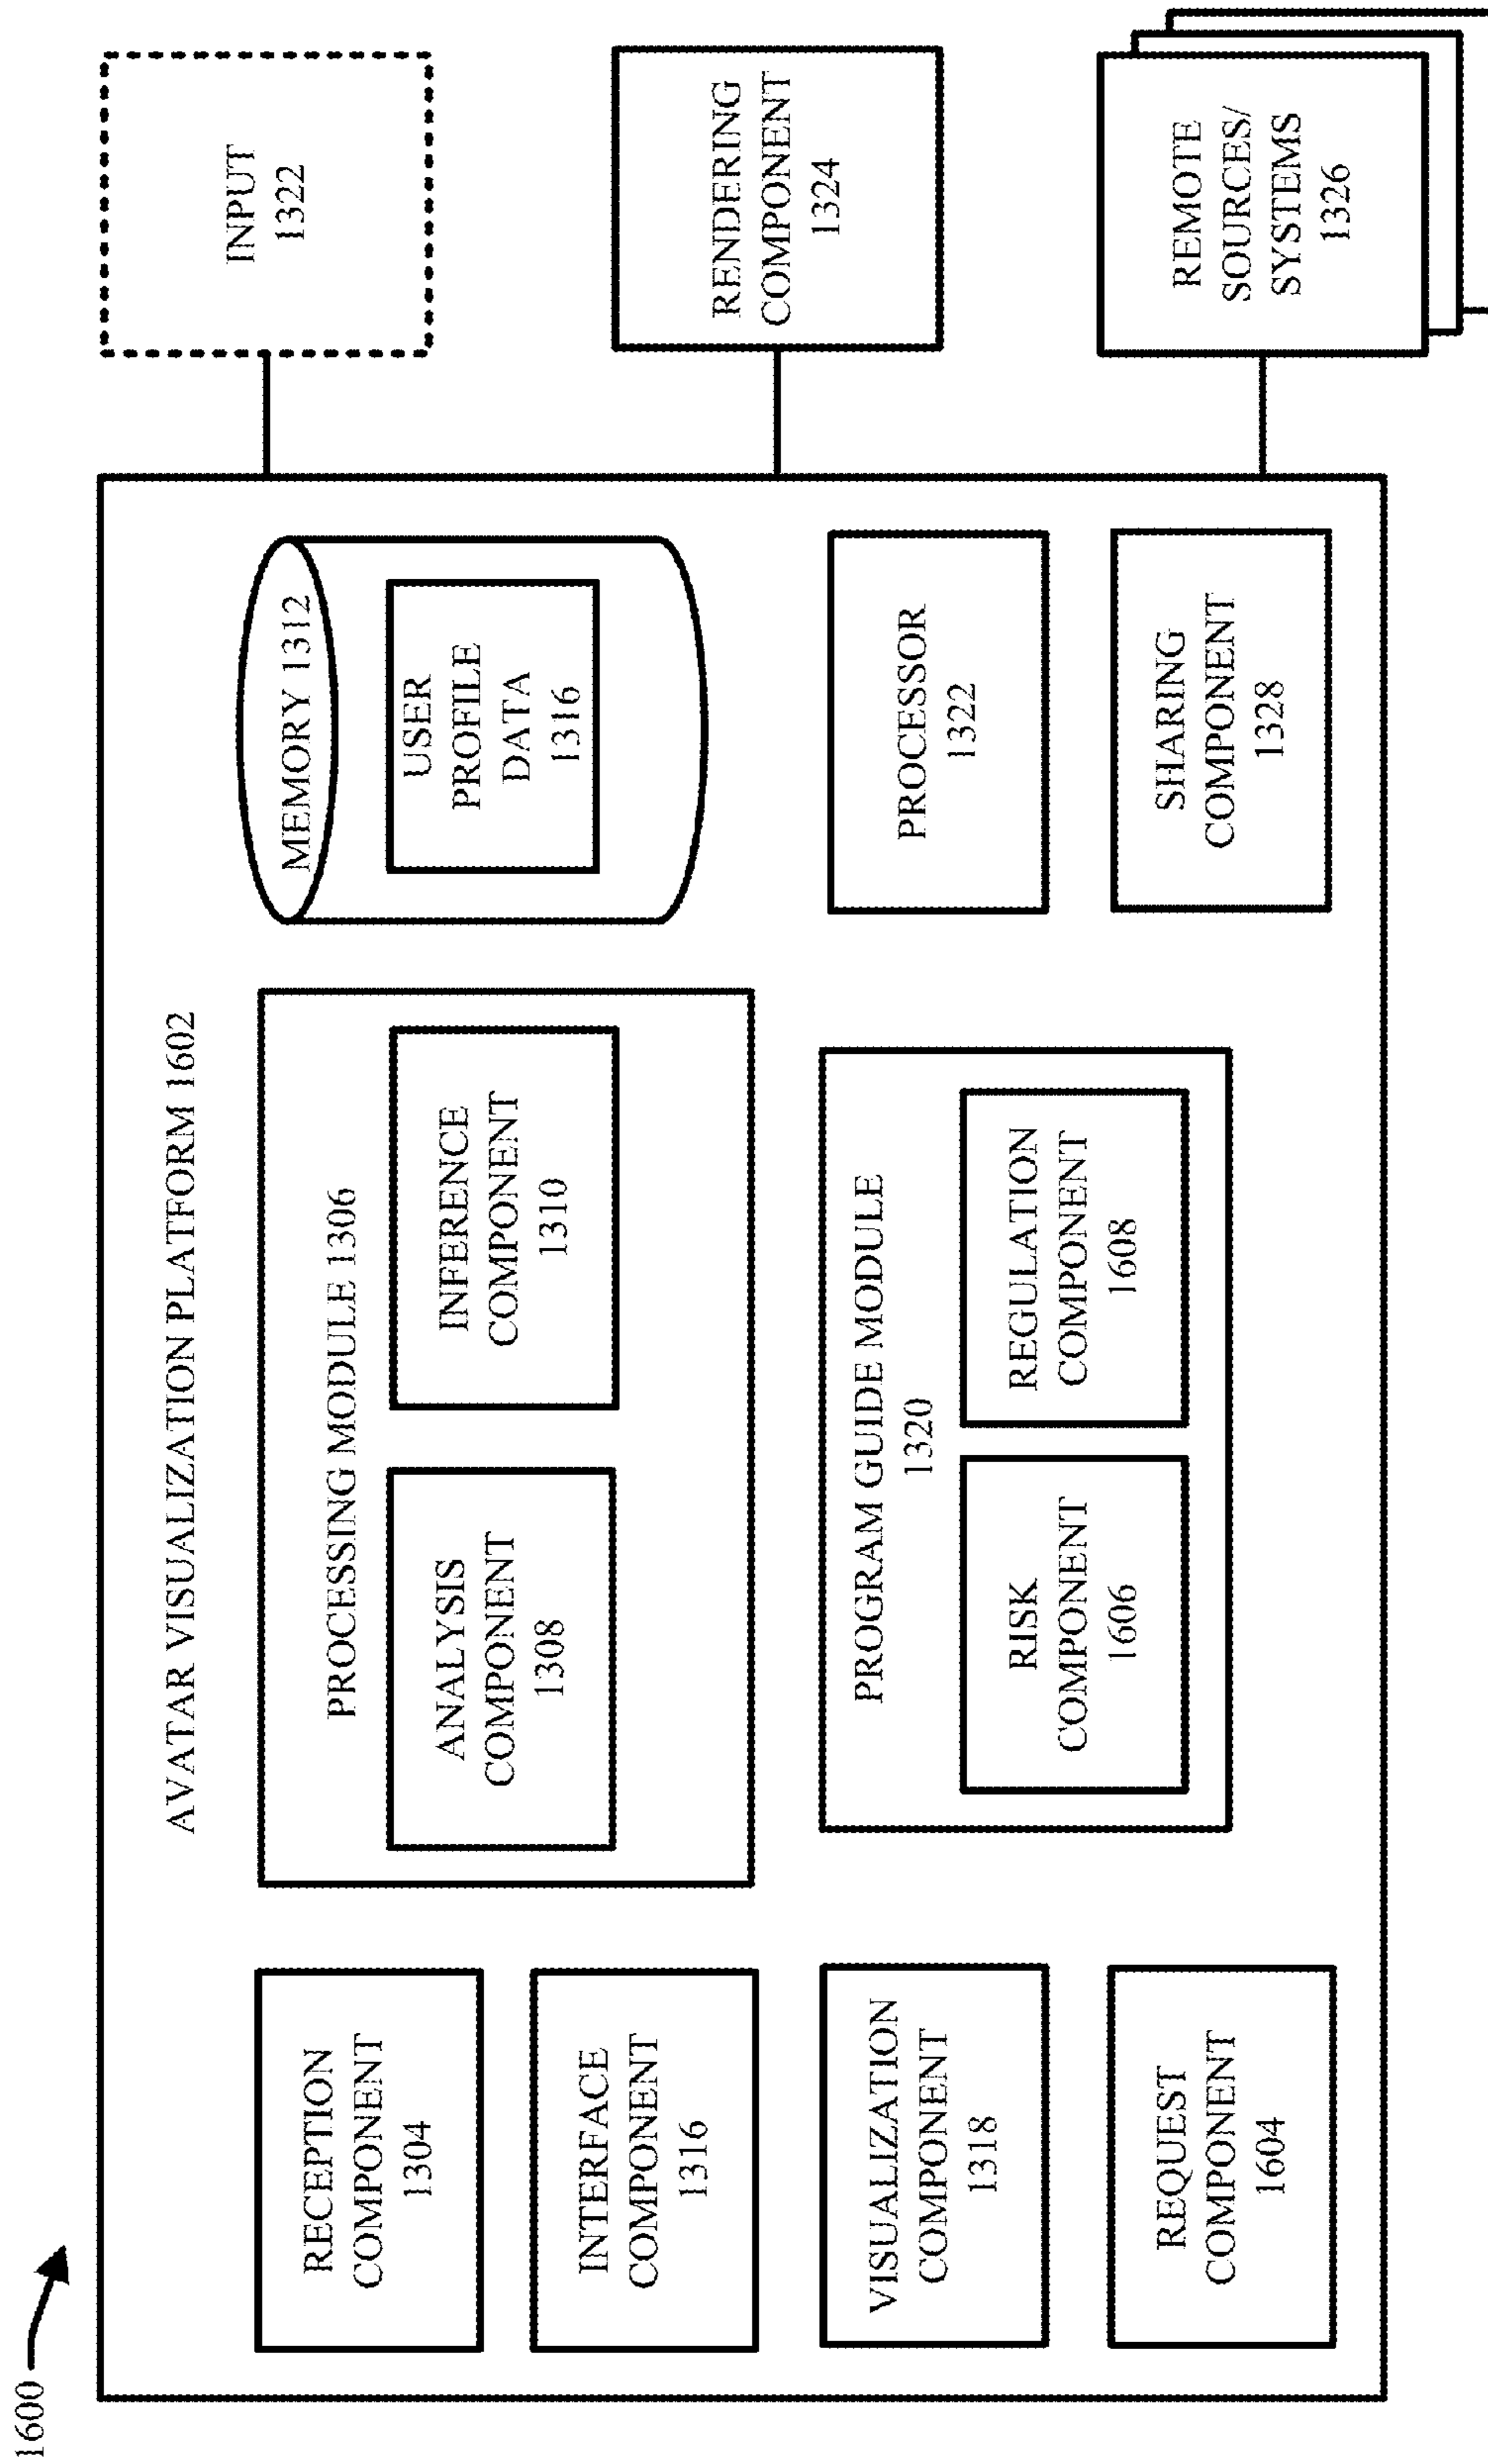 1600
AVATAR VISUALIZATION PLATFORM 1602
RECEPTION
COMPONENT
1304
INTERFACE
COMPONENT
1316
VISUALIZATION
COMPONENT
1318
REQUEST
COMPONENT
1604
PROCESSING MODULE 1306
ANALYSIS
COMPONENT
1308
INFERENCE
COMPONENT
1310
PROGRAM GUIDE MODULE
1320
RISK
COMPONENT
1606
REGULATION
COMPONENT
1608
MEMORY 1312
USER
PROFILE
DATA
1316
PROCESSOR
1322
SHARING
COMPONENT
1328
INPUT
1322
RENDERING
COMPONENT
1324
REMOTE
SOURCES/
SYSTEMS
1326